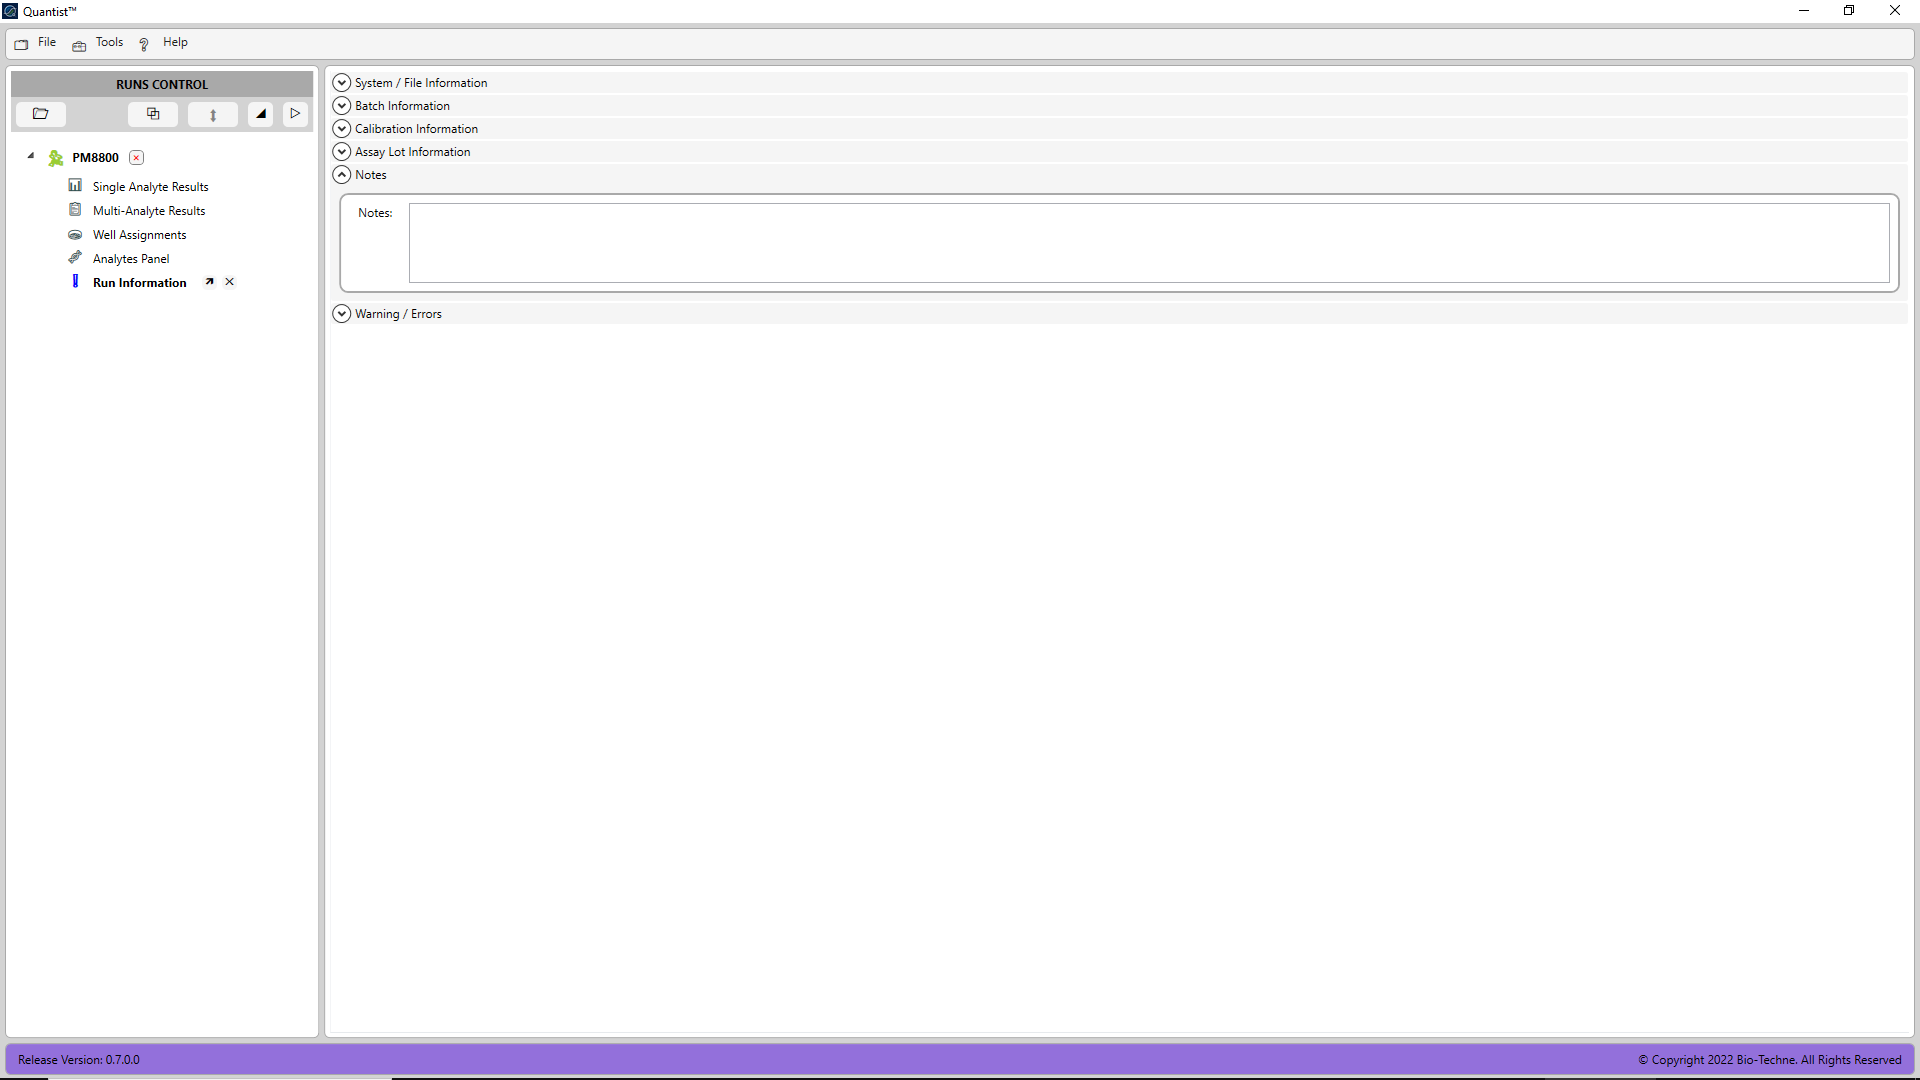 Quantist™
File Tools Help
RUNS CONTROL
PM8800
Single Analyte Results
Multi-Analyte Results
Well Assignments
Analytes Panel
Run Information
System / File Information
Batch Information
Calibration Information
Assay Lot Information
Notes
Notes:
Warning / Errors
Release Version: 0.7.0.0
© Copyright 2022 Bio-Techne. All Rights Reserved